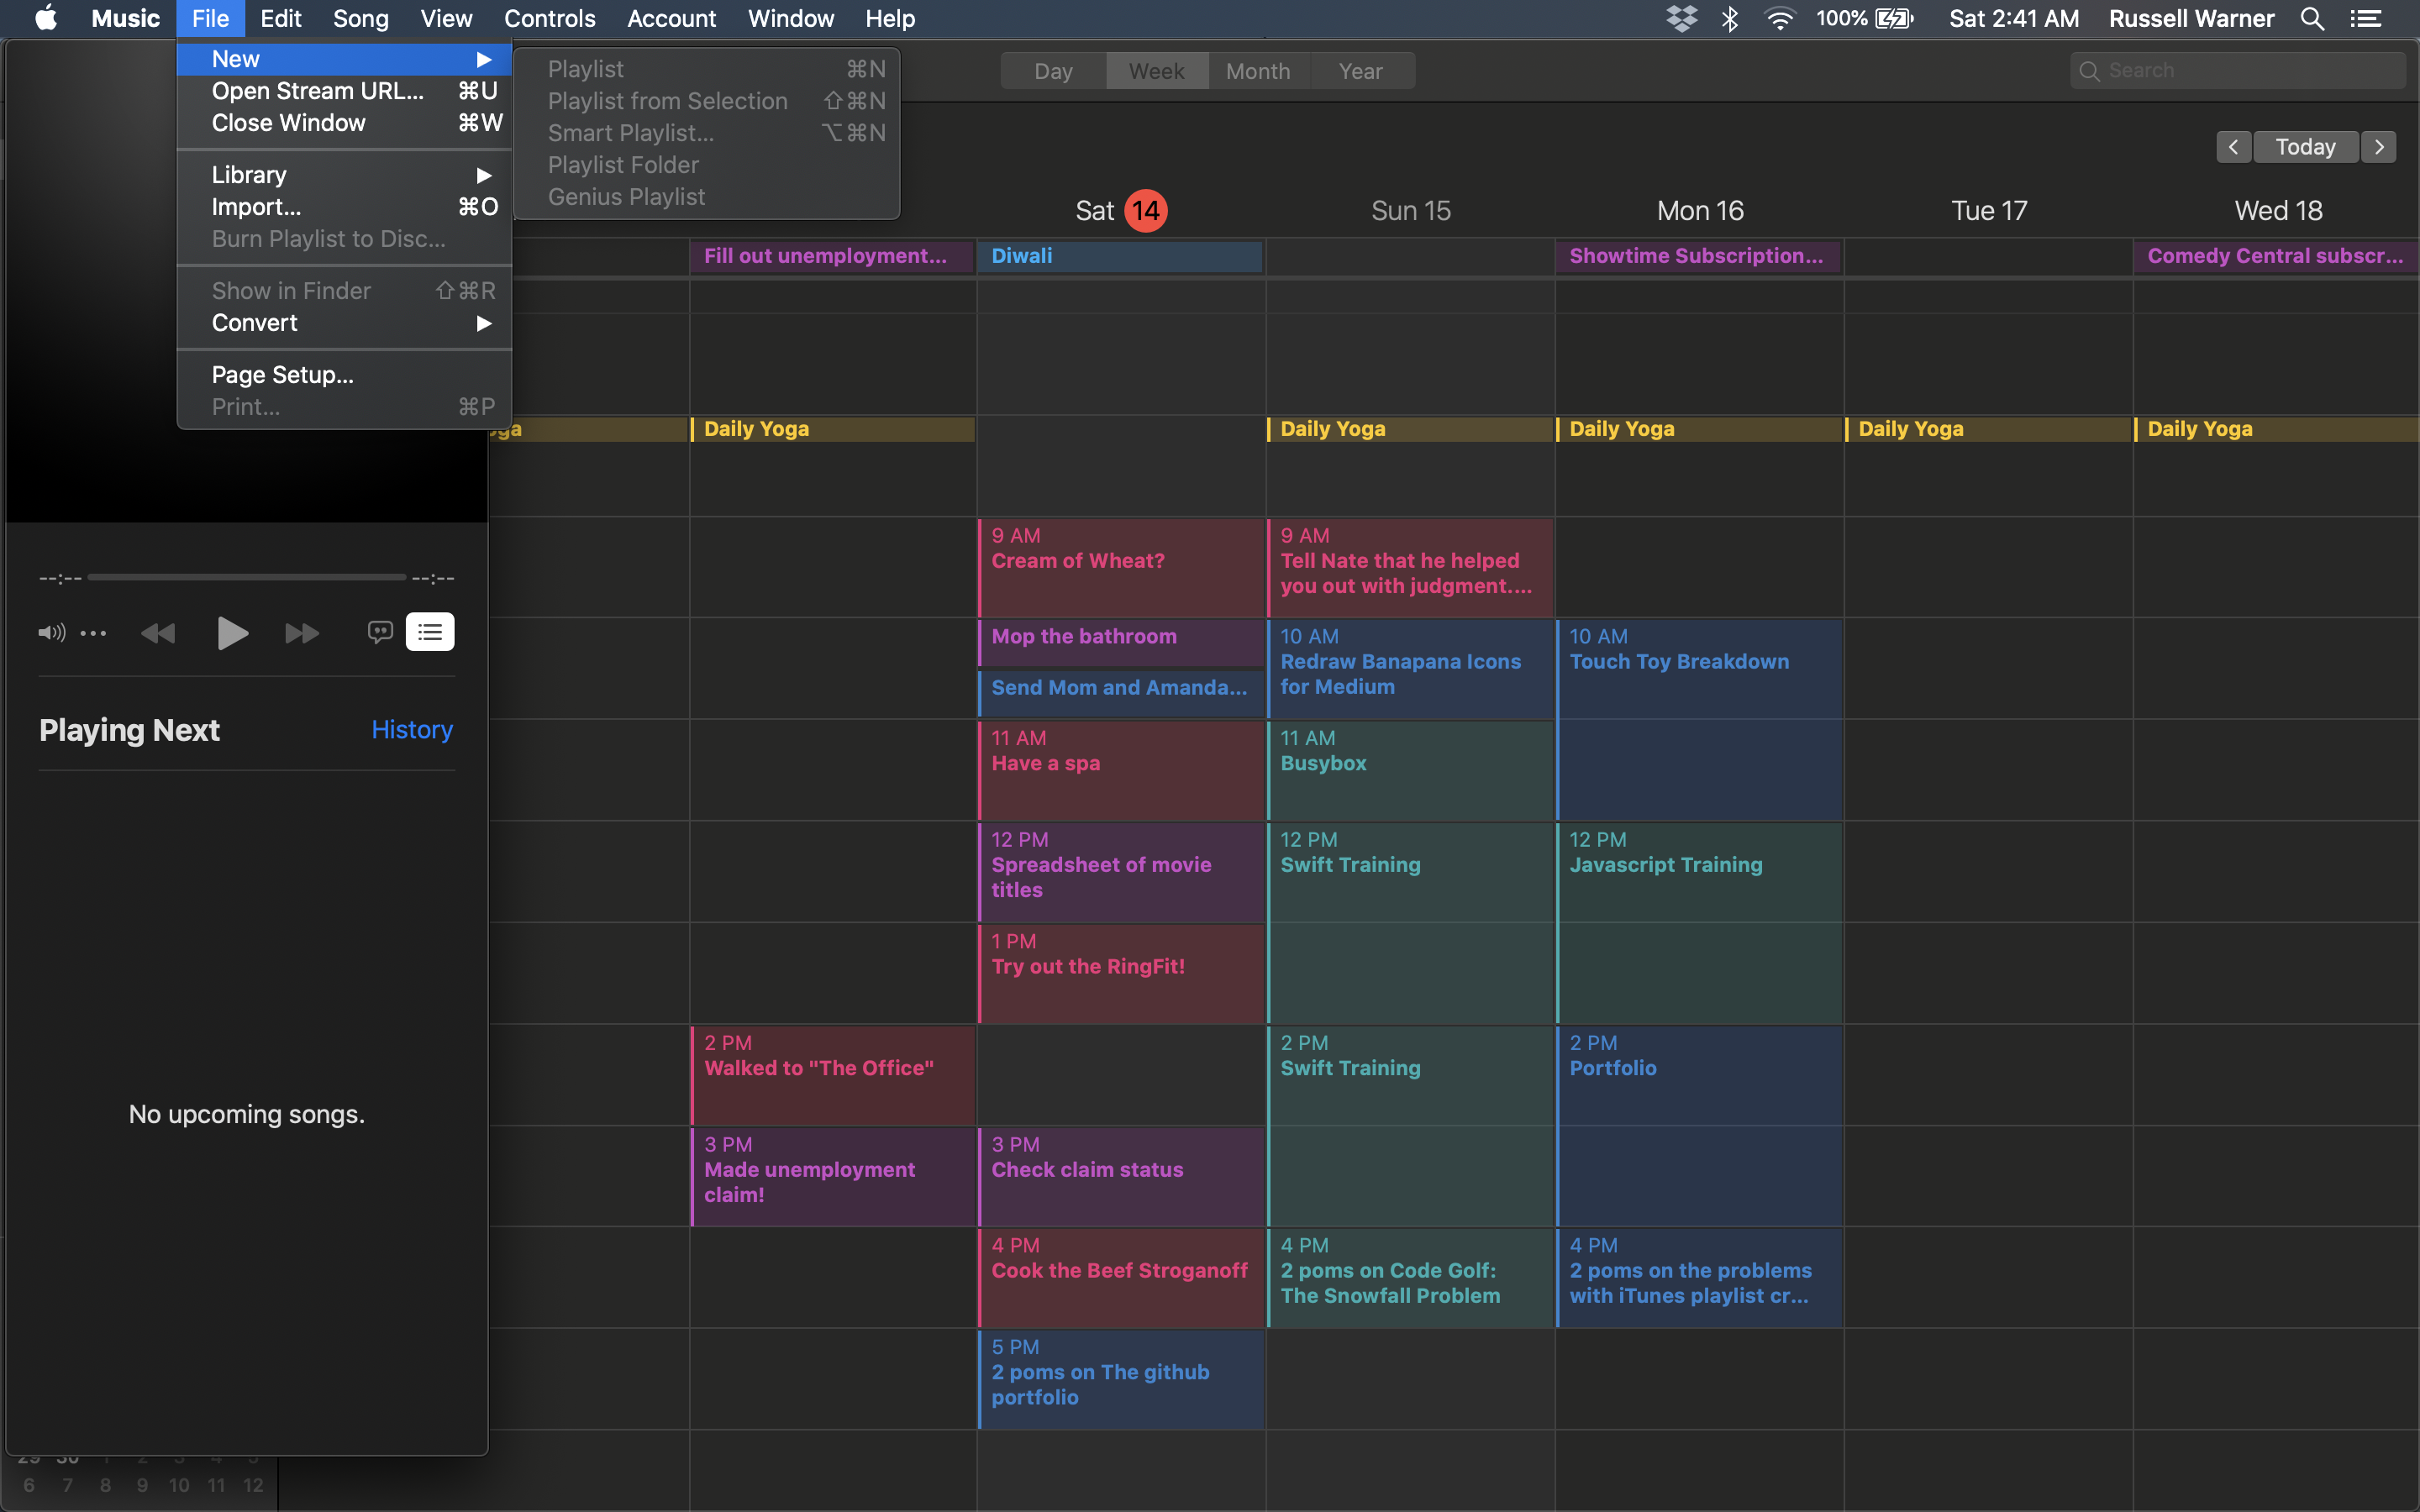 Music File Edit Song View Controls Account Window Help 100% Sat 2:41 AM Russell Warner
New
Open Stream URL... ⌘U
Close Window ⌘W
Library
Import... ⌘O
Burn Playlist to Disc...
Show in Finder ⇧⌘R
Convert
Page Setup...
Print... ⌘P
Playlist ⌘N
Playlist from Selection ⇧⌘N
Smart Playlist... ⌥⌘N
Playlist Folder
Genius Playlist
Day Week Month Year
Search
Today
Sat 14 Sun 15 Mon 16 Tue 17 Wed 18
Fill out unemployment... Diwali Showtime Subscription... Comedy Central subscr...
Daily Yoga Daily Yoga Daily Yoga Daily Yoga Daily Yoga
--:-- --:--
Playing Next History
No upcoming songs.
2 PM
Walked to "The Office"
3 PM
Made unemployment
claim!
9 AM
Cream of Wheat?
Mop the bathroom
Send Mom and Amanda...
11 AM
Have a spa
12 PM
Spreadsheet of movie
titles
1 PM
Try out the RingFit!
3 PM
Check claim status
4 PM
Cook the Beef Stroganoff
5 PM
2 poms on The github
portfolio
9 AM
Tell Nate that he helped
you out with judgment....
10 AM
Redraw Banapana Icons
for Medium
11 AM
Busybox
12 PM
Swift Training
2 PM
Swift Training
4 PM
2 poms on Code Golf:
The Snowfall Problem
10 AM
Touch Toy Breakdown
12 PM
Javascript Training
2 PM
Portfolio
4 PM
2 poms on the problems
with iTunes playlist cr...
29 30 1 2 3 4 5
6 7 8 9 10 11 12